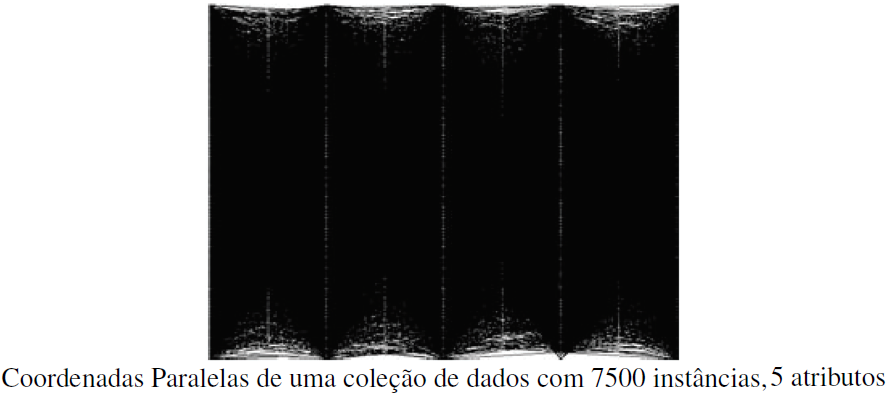 Coordenadas Paralelas de uma coleção de dados com 7500 instâncias, 5 atributos